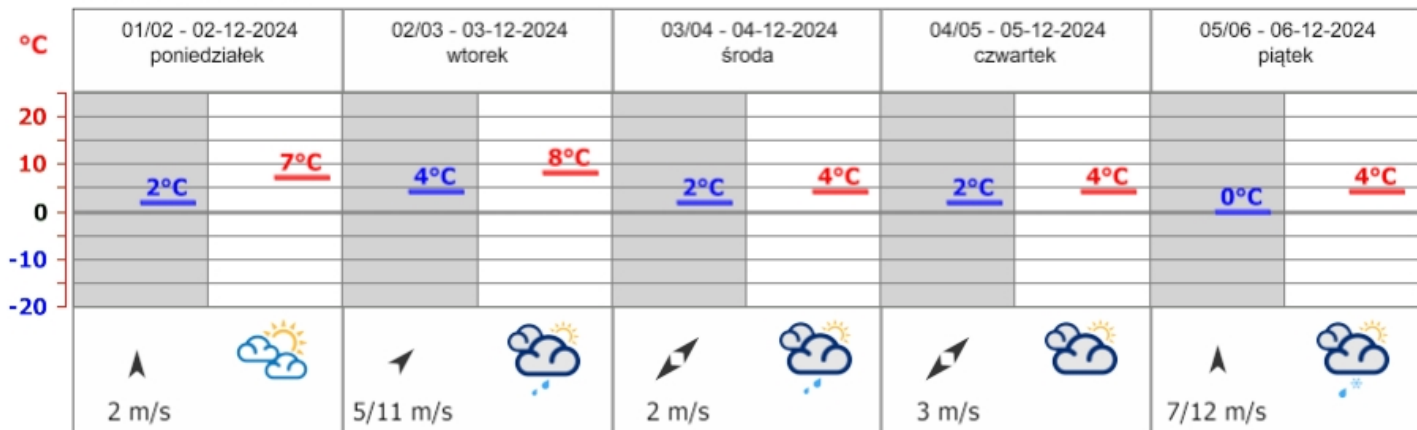 °C
01/02 - 02-12-2024
poniedziałek
02/03 - 03-12-2024
wtorek
03/04 - 04-12-2024
środa
04/05 - 05-12-2024
czwartek
05/06 - 06-12-2024
piątek
20
10
0
-10
-20
2°C
7°C
4°C
8°C
2°C
4°C
2°C
4°C
0°C
4°C
2 m/s
5/11 m/s
2 m/s
3 m/s
7/12 m/s